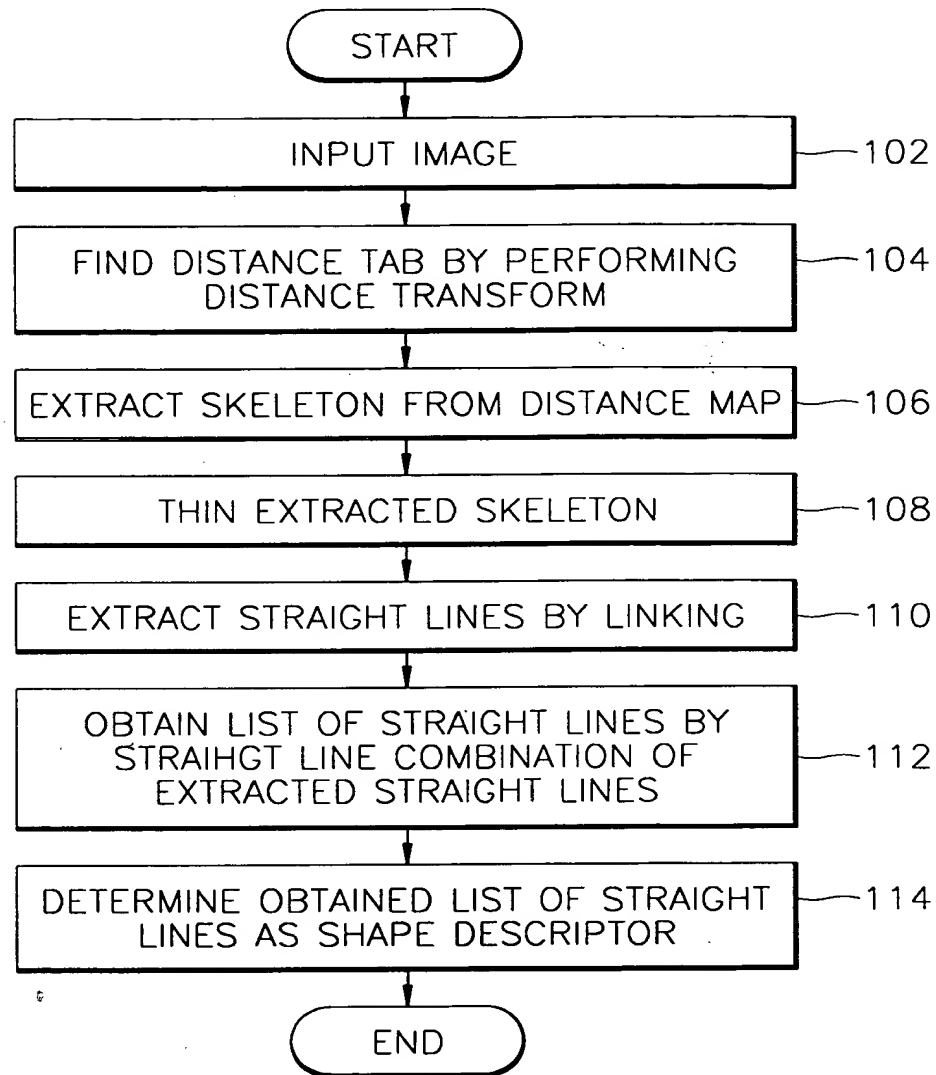 START
INPUT IMAGE
102
FIND DISTANCE TAB BY PERFORMING
DISTANCE TRANSFORM
104
EXTRACT SKELETON FROM DISTANCE MAP
106
THIN EXTRACTED SKELETON
108
EXTRACT STRAIGHT LINES BY LINKING
110
OBTAIN LIST OF STRAIGHT LINES BY
STRAIHGT LINE COMBINATION OF
EXTRACTED STRAIGHT LINES
112
DETERMINE OBTAINED LIST OF STRAIGHT
LINES AS SHAPE DESCRIPTOR
114
END